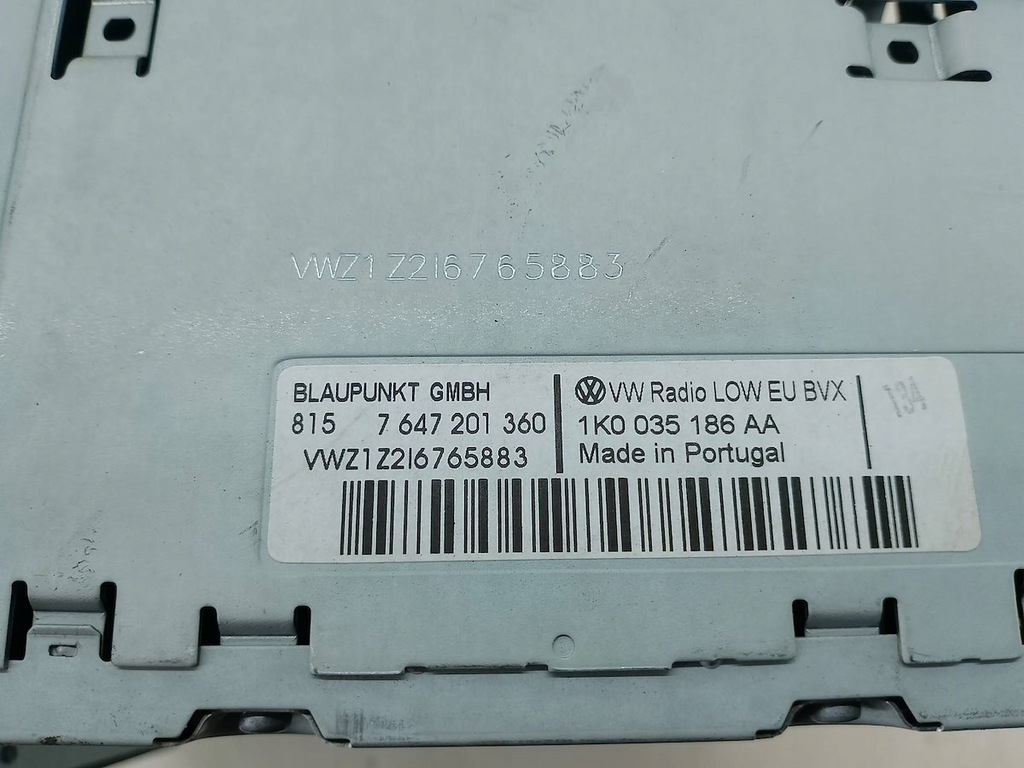 VWZ1Z2I6765883
BLAUPUNKT GMBH
815 7 647 201 360
VWZ1Z2I6765883
VW Radio LOW EU BVX
1K0 035 186 AA
Made in Portugal
134